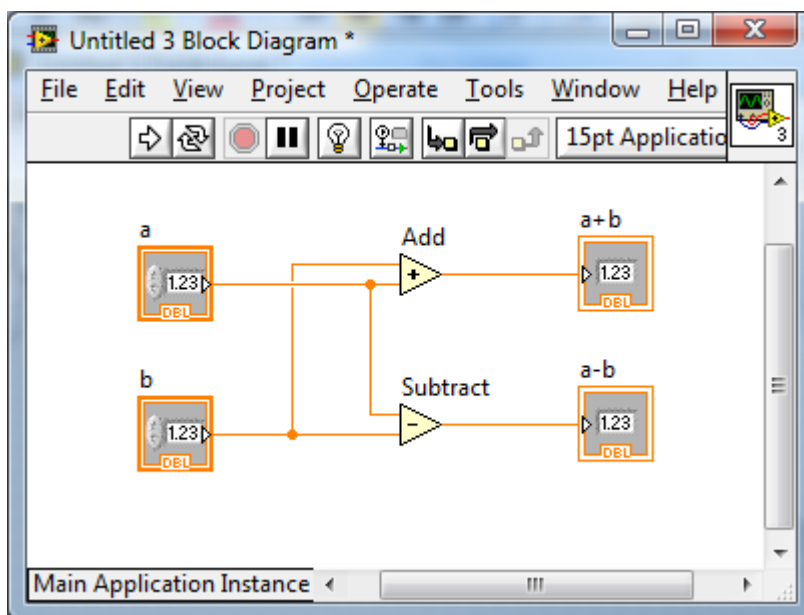 Untitled 3 Block Diagram *
File Edit View Project Operate Tools Window Help
15pt Applicatio
3
a
1.23
DBL
Add
+
a+b
1.23
DBL
b
1.23
DBL
Subtract
-
a-b
1.23
DBL
Main Application Instance